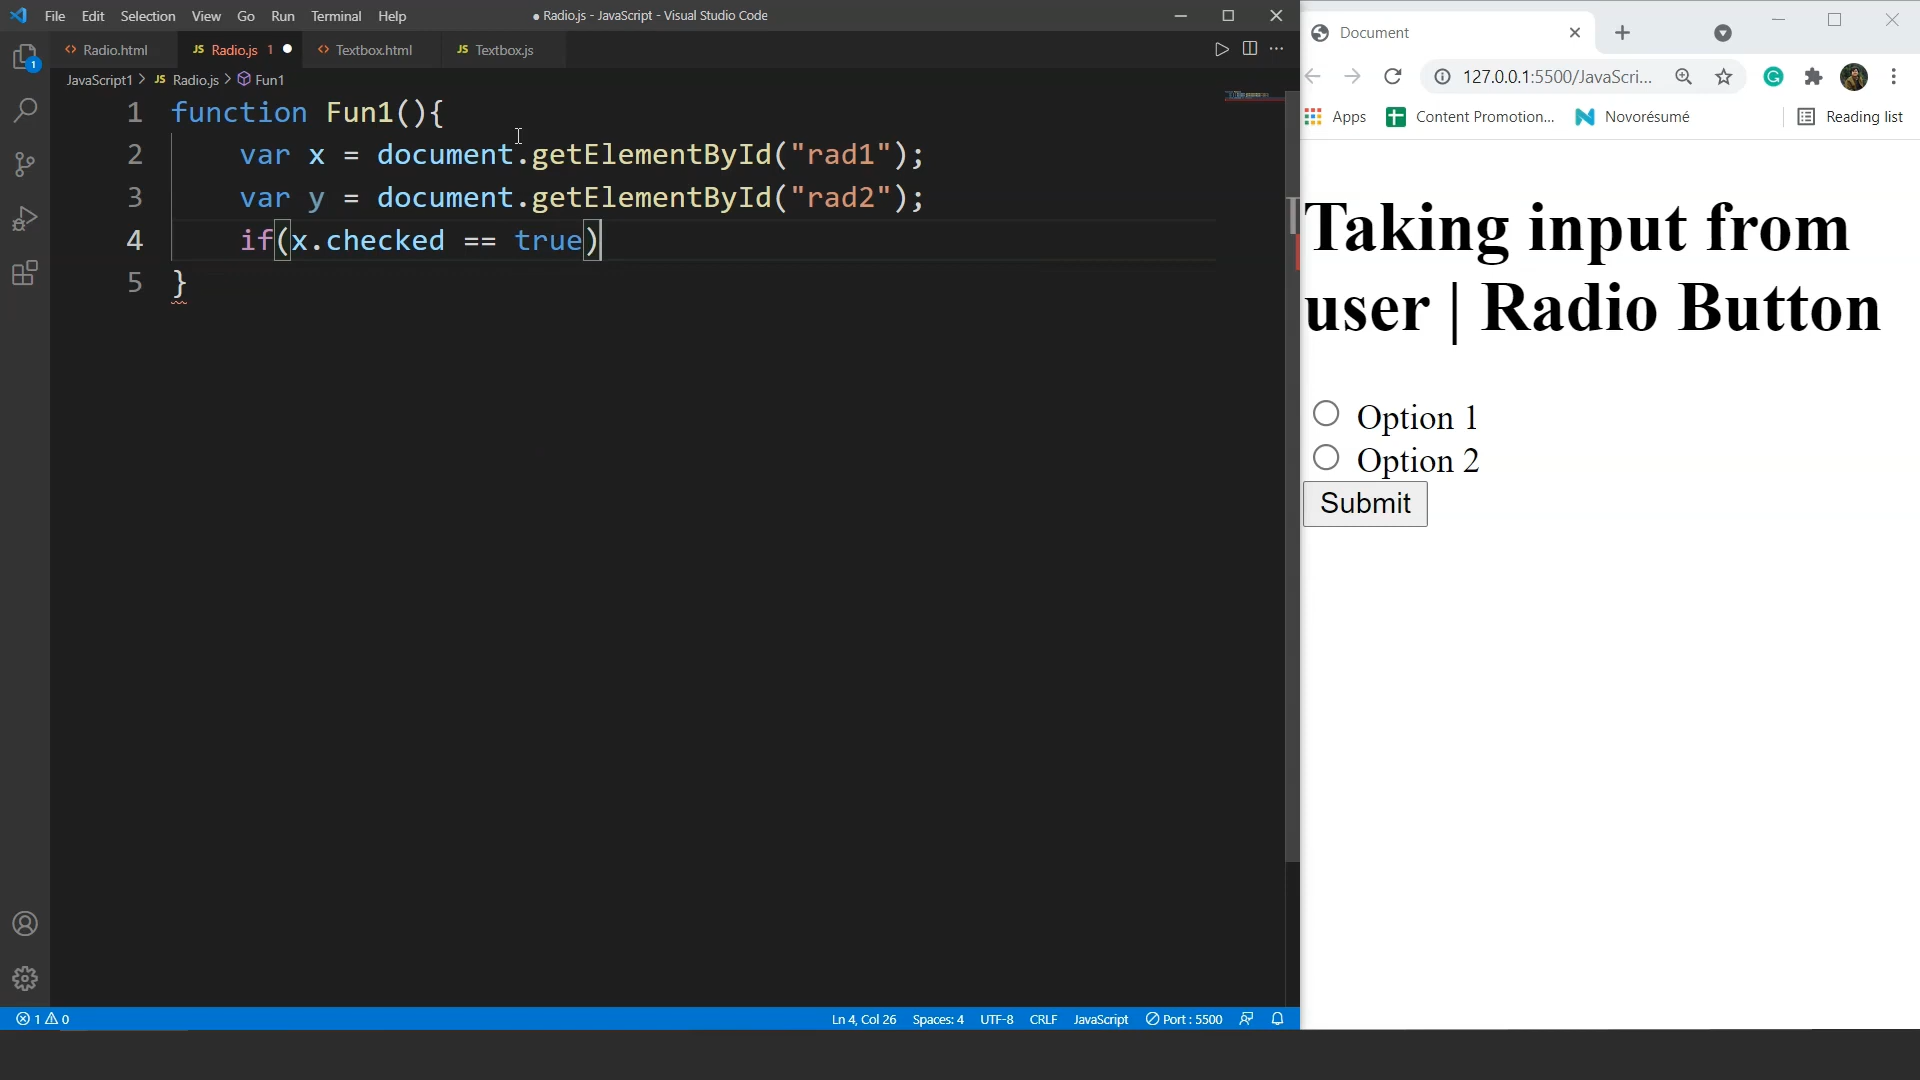 File Edit Selection View Go Run Terminal Help
● Radio.js - JavaScript - Visual Studio Code
Radio.html
JS Radio.js 1
Textbox.html
JS Textbox.js
JavaScript1 > JS Radio.js > Fun1
1 function Fun1(){
2 var x = document.getElementById("rad1");
3 var y = document.getElementById("rad2");
4 if(x.checked == true)
5 }
1 0
Ln 4, Col 26 Spaces: 4 UTF-8 CRLF JavaScript Port : 5500
1
Document
127.0.0.1:5500/JavaScri...
Apps Content Promotion... Novorésumé Reading list
Taking input from
user | Radio Button
Option 1
Option 2
Submit